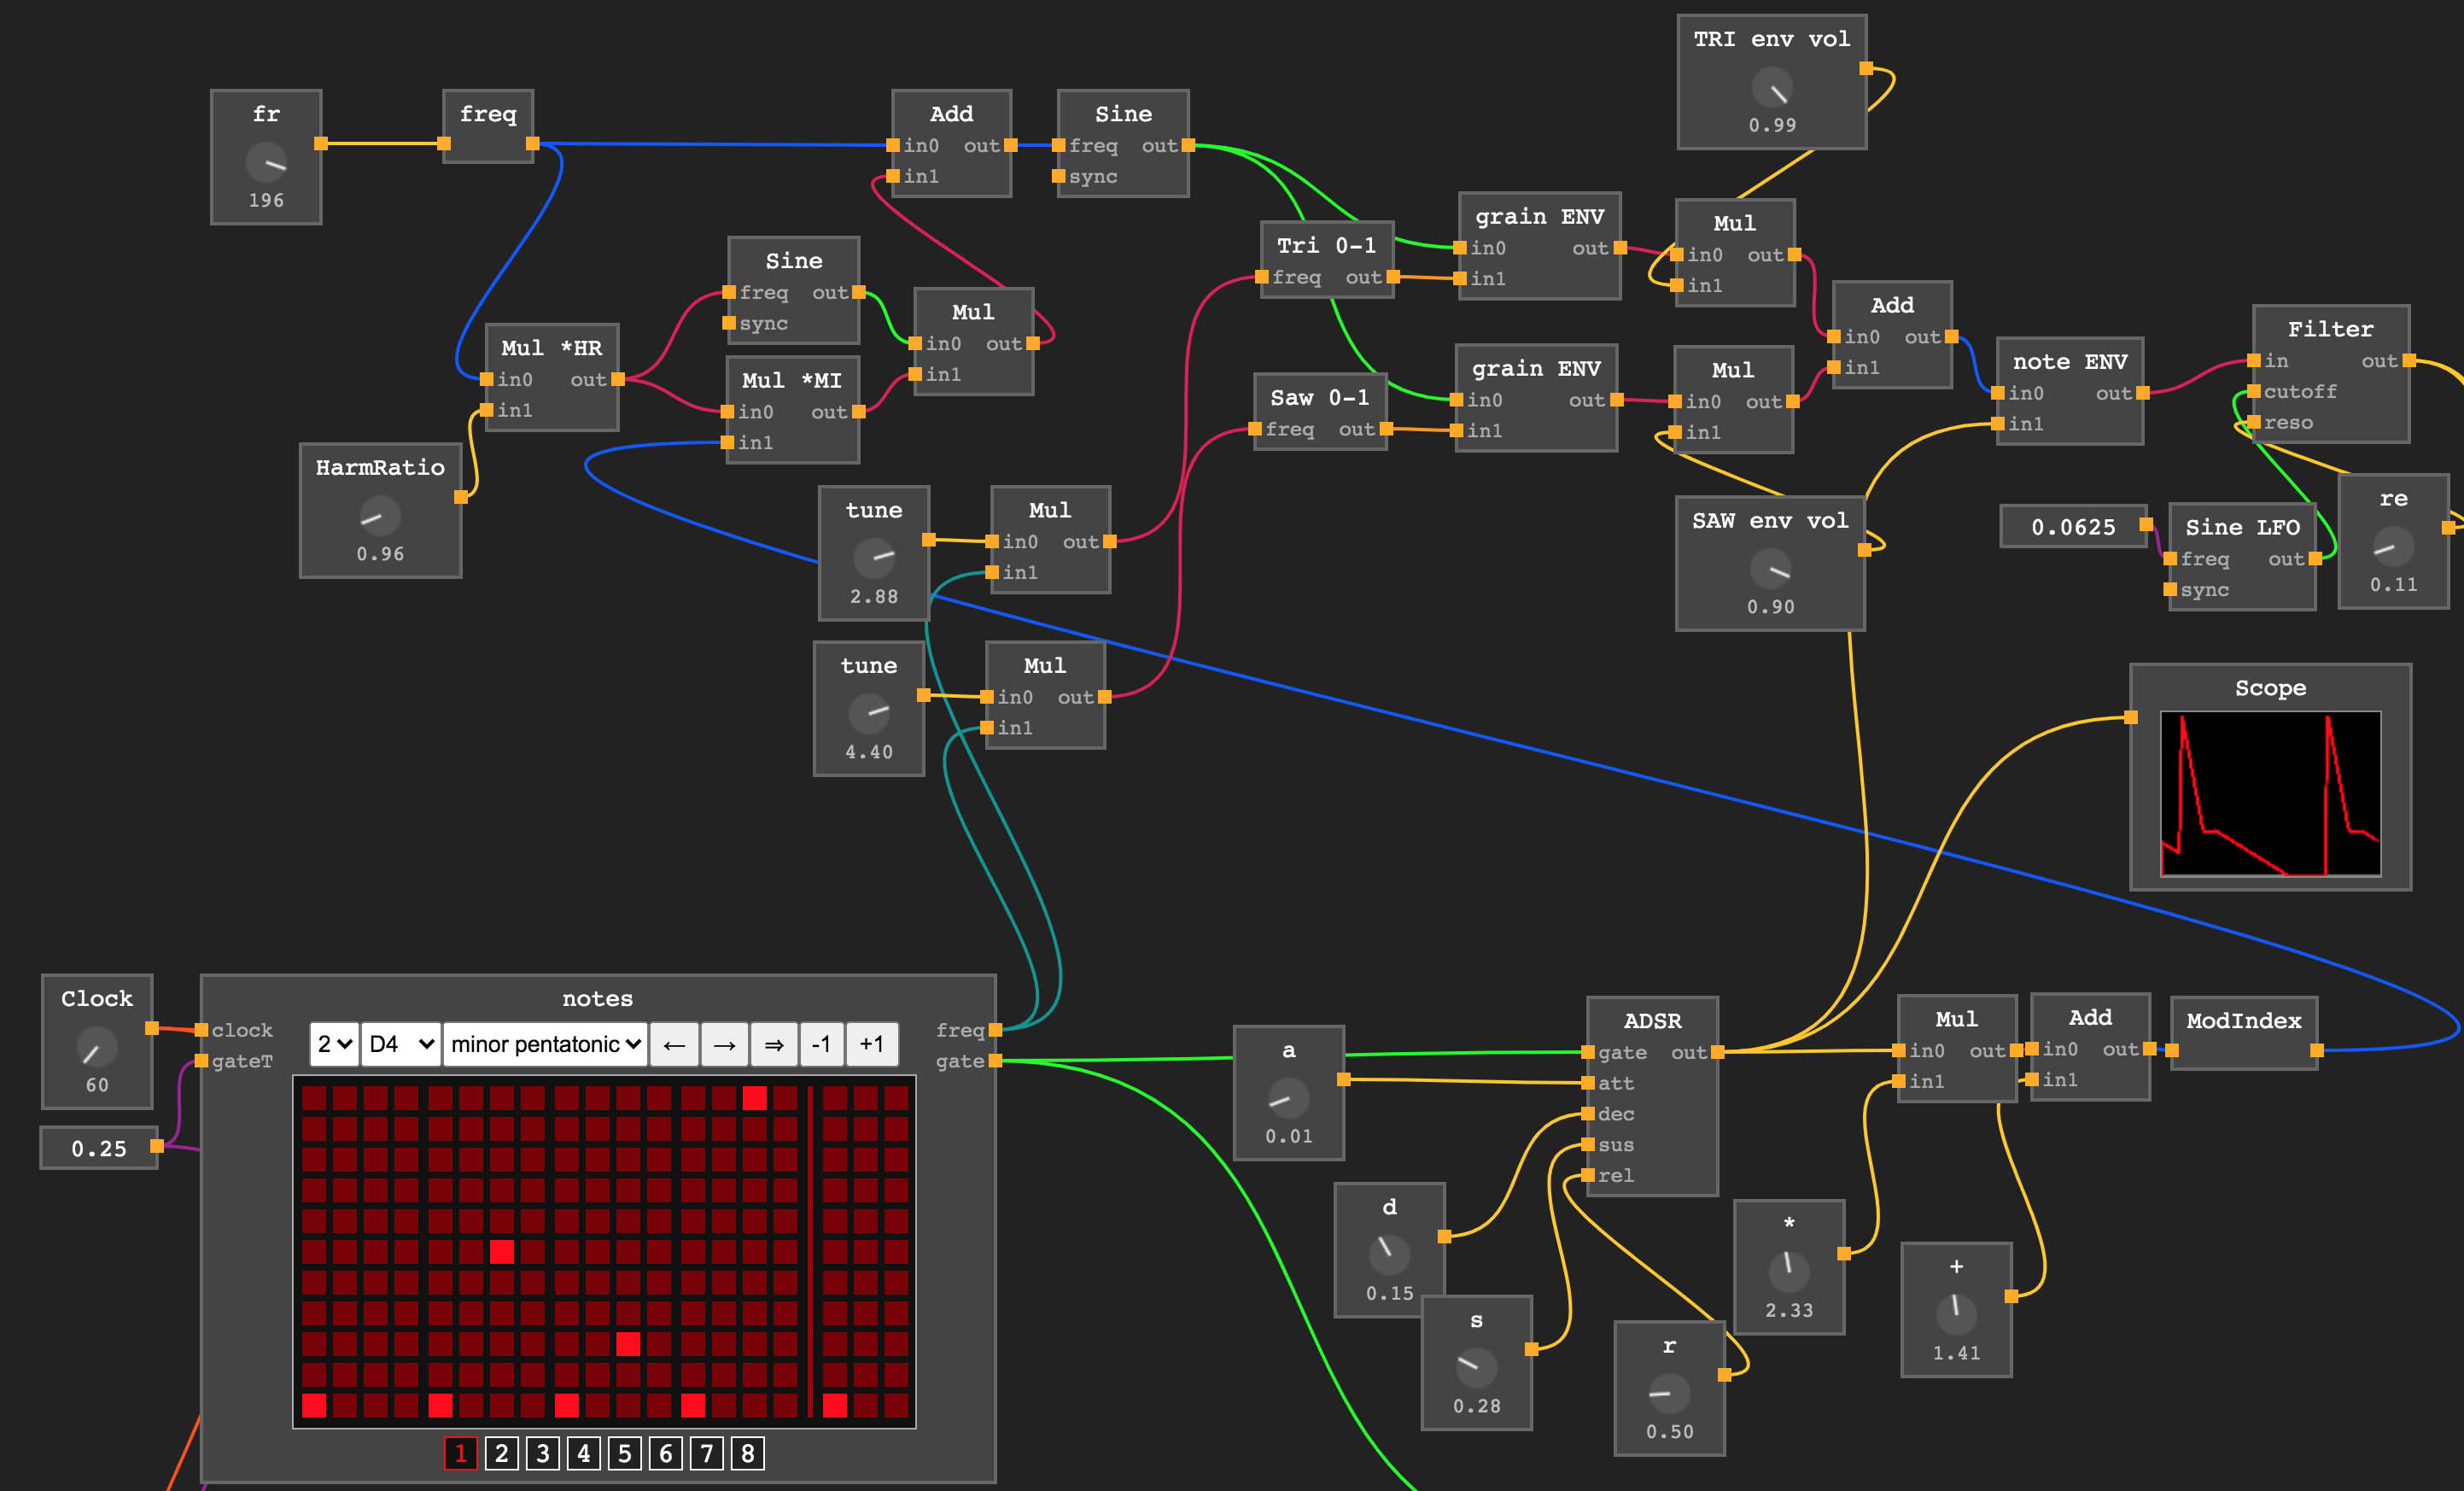 TRI env vol
0.99
fr
196
freq
Add
in0 out
in1
Sine
freq out
sync
grain ENV
in0 out
in1
Mul
in0 out
in1
Tri 0-1
freq out
Sine
freq out
sync
Mul
in0 out
in1
Add
in0 out
in1
Filter
in out
cutoff
reso
Mul *HR
in0 out
in1
Mul *MI
in0 out
in1
grain ENV
in0 out
in1
Mul
in0 out
in1
note ENV
in0 out
in1
Saw 0-1
freq out
HarmRatio
0.96
tune
2.88
Mul
in0 out
in1
SAW env vol
0.90
0.0625
Sine LFO
freq out
sync
re
0.11
tune
4.40
Mul
in0 out
in1
Scope
Clock
60
0.25
notes
clock
gateT
2 D4 minor pentatonic ← → ⇒ -1 +1
freq
gate
1 2 3 4 5 6 7 8
a
0.01
ADSR
gate out
att
dec
sus
rel
Mul
in0 out
in1
Add
in0 out
in1
ModIndex
d
0.15
s
0.28
r
0.50
*
2.33
+
1.41